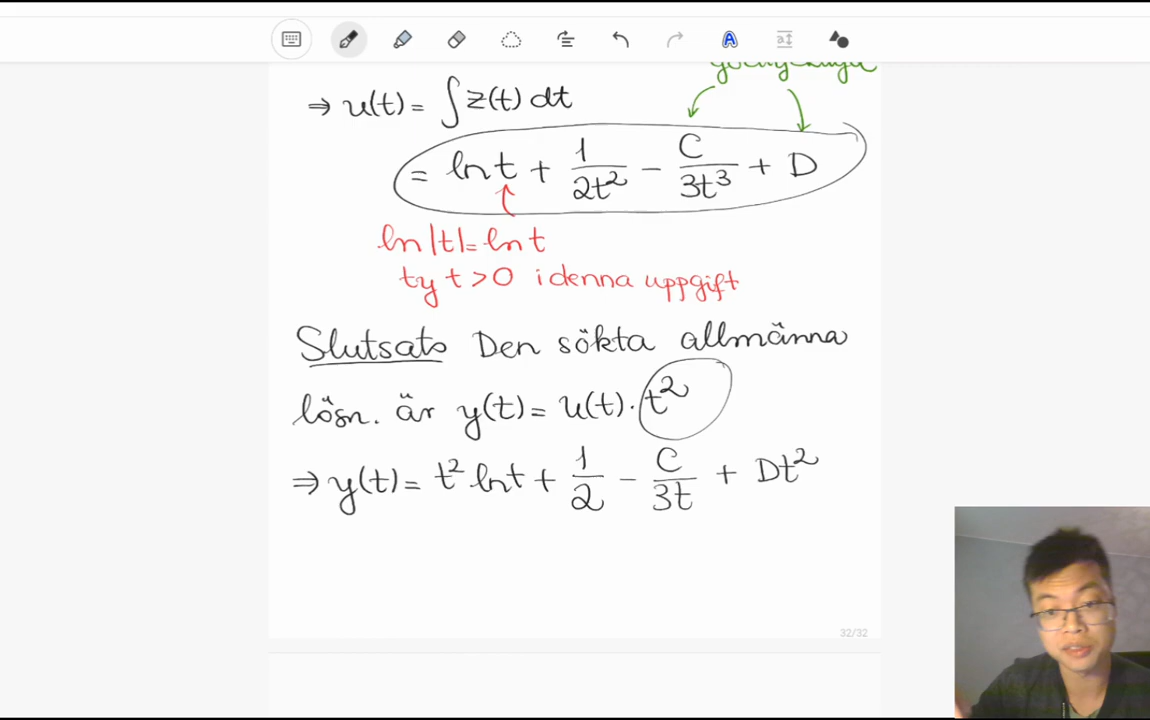 ⇒ u(t) = ∫ z(t) dt
= ln t + 1/2t² − C/3t³ + D
ln |t| = ln t
ty t > 0 i denna uppgift
Slutsats Den sökta allmänna
lösn. är y(t) = u(t) · t²
⇒ y(t) = t² ln t + 1/2 − C/3t + Dt²
32/32